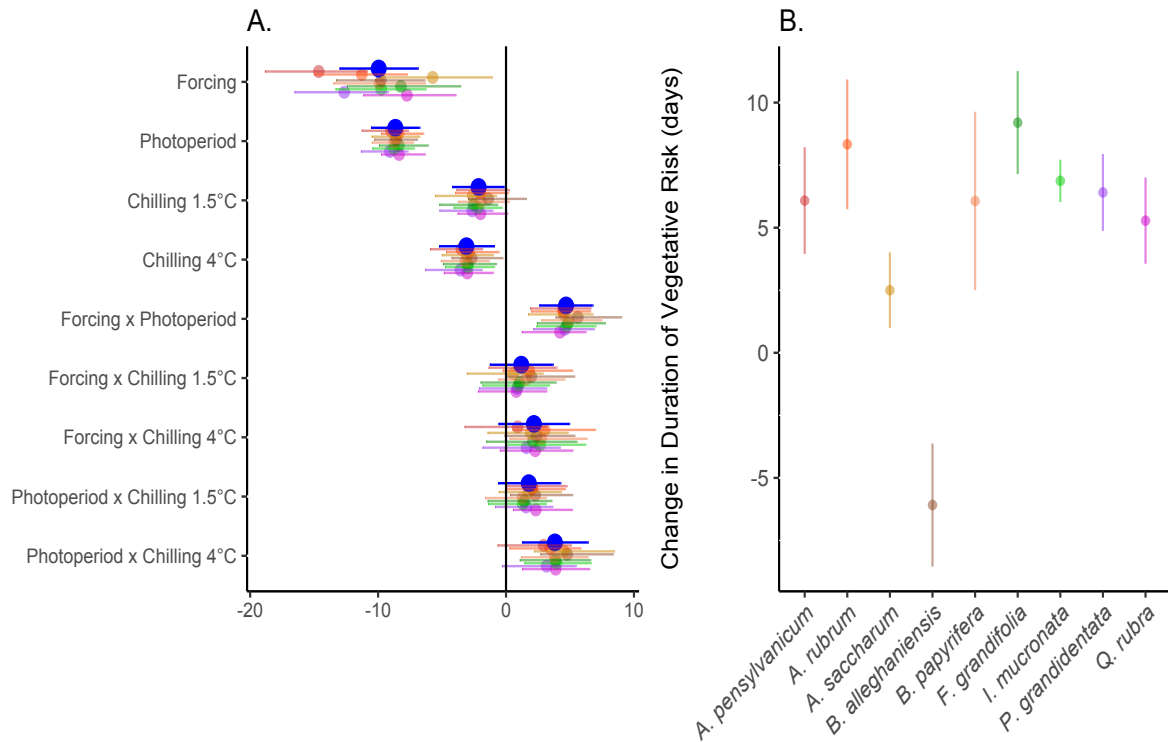 A.
Forcing
Photoperiod
Chilling 1.5°C
Chilling 4°C
Forcing x Photoperiod
Forcing x Chilling 1.5°C
Forcing x Chilling 4°C
Photoperiod x Chilling 1.5°C
Photoperiod x Chilling 4°C
-20 -10 0 10
B.
Change in Duration of Vegetative Risk (days)
10
5
0
-5
A. pensylvanicum
A. rubrum
A. saccharum
B. alleghaniensis
B. papyrifera
F. grandifolia
I. mucronata
P. grandidentata
Q. rubra